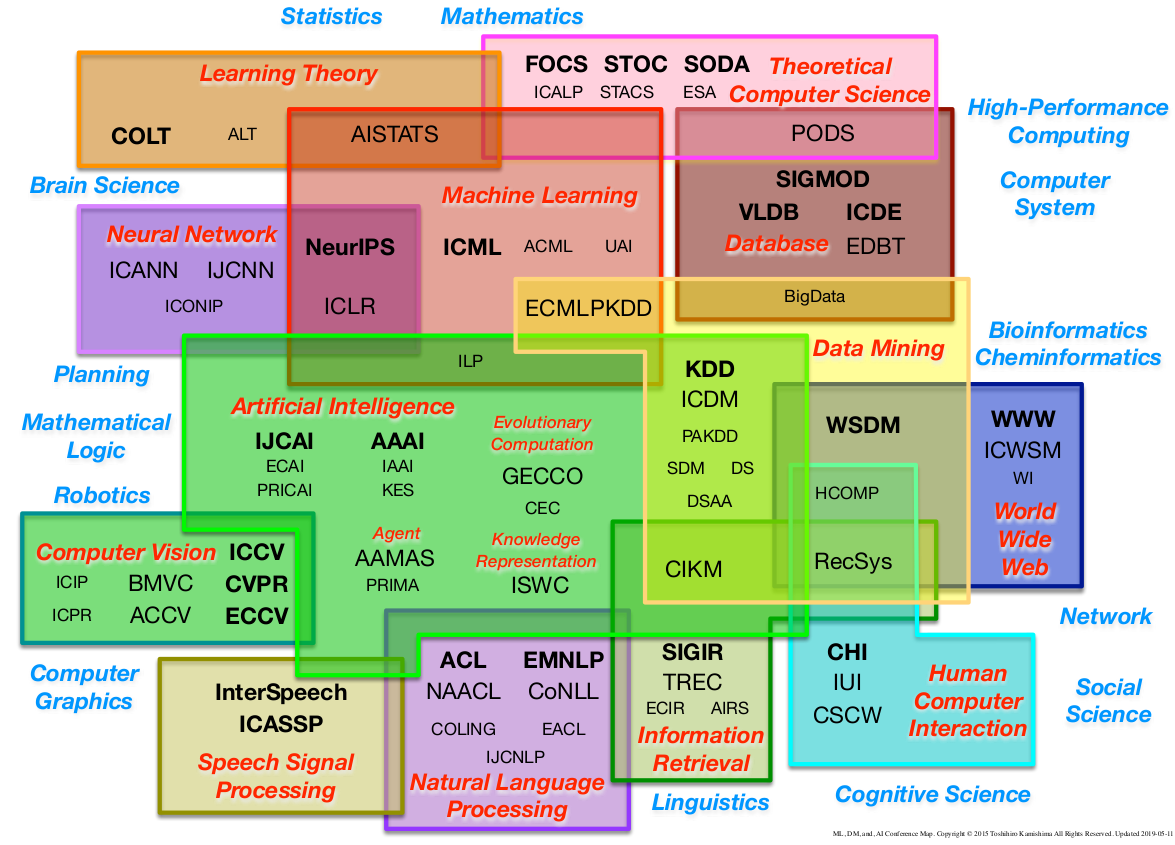 Statistics
Mathematics
Learning Theory
COLT
ALT
AISTATS
FOCS STOC SODA
ICALP STACS ESA
Theoretical
Computer Science
PODS
High-Performance
Computing
Computer
System
SIGMOD
VLDB ICDE
Database EDBT
BigData
Brain Science
Neural Network
ICANN IJCNN
ICONIP
NeurIPS
ICLR
Machine Learning
ICML ACML UAI
ECMLPKDD
ILP
Data Mining
Bioinformatics
Cheminformatics
Planning
Mathematical
Logic
Robotics
Artificial Intelligence
IJCAI AAAI
ECAI IAAI
PRICAI KES
Evolutionary
Computation
GECCO
CEC
Agent
AAMAS
PRIMA
Knowledge
Representation
ISWC
KDD
ICDM
PAKDD
SDM DS
DSAA
CIKM
WSDM
HCOMP
RecSys
WWW
ICWSM
WI
World
Wide
Web
Computer Vision ICCV
ICIP BMVC CVPR
ICPR ACCV ECCV
Network
Computer
Graphics
InterSpeech
ICASSP
Speech Signal
Processing
ACL EMNLP
NAACL CoNLL
COLING EACL
IJCNLP
Natural Language
Processing
SIGIR
TREC
ECIR AIRS
Information
Retrieval
CHI
IUI
CSCW
Human
Computer
Interaction
Social
Science
Linguistics
Cognitive Science
ML, DM, and, AI Conference Map. Copyright © 2015 Toshihiro Kamishima All Rights Reserved. Updated 2019-05-11